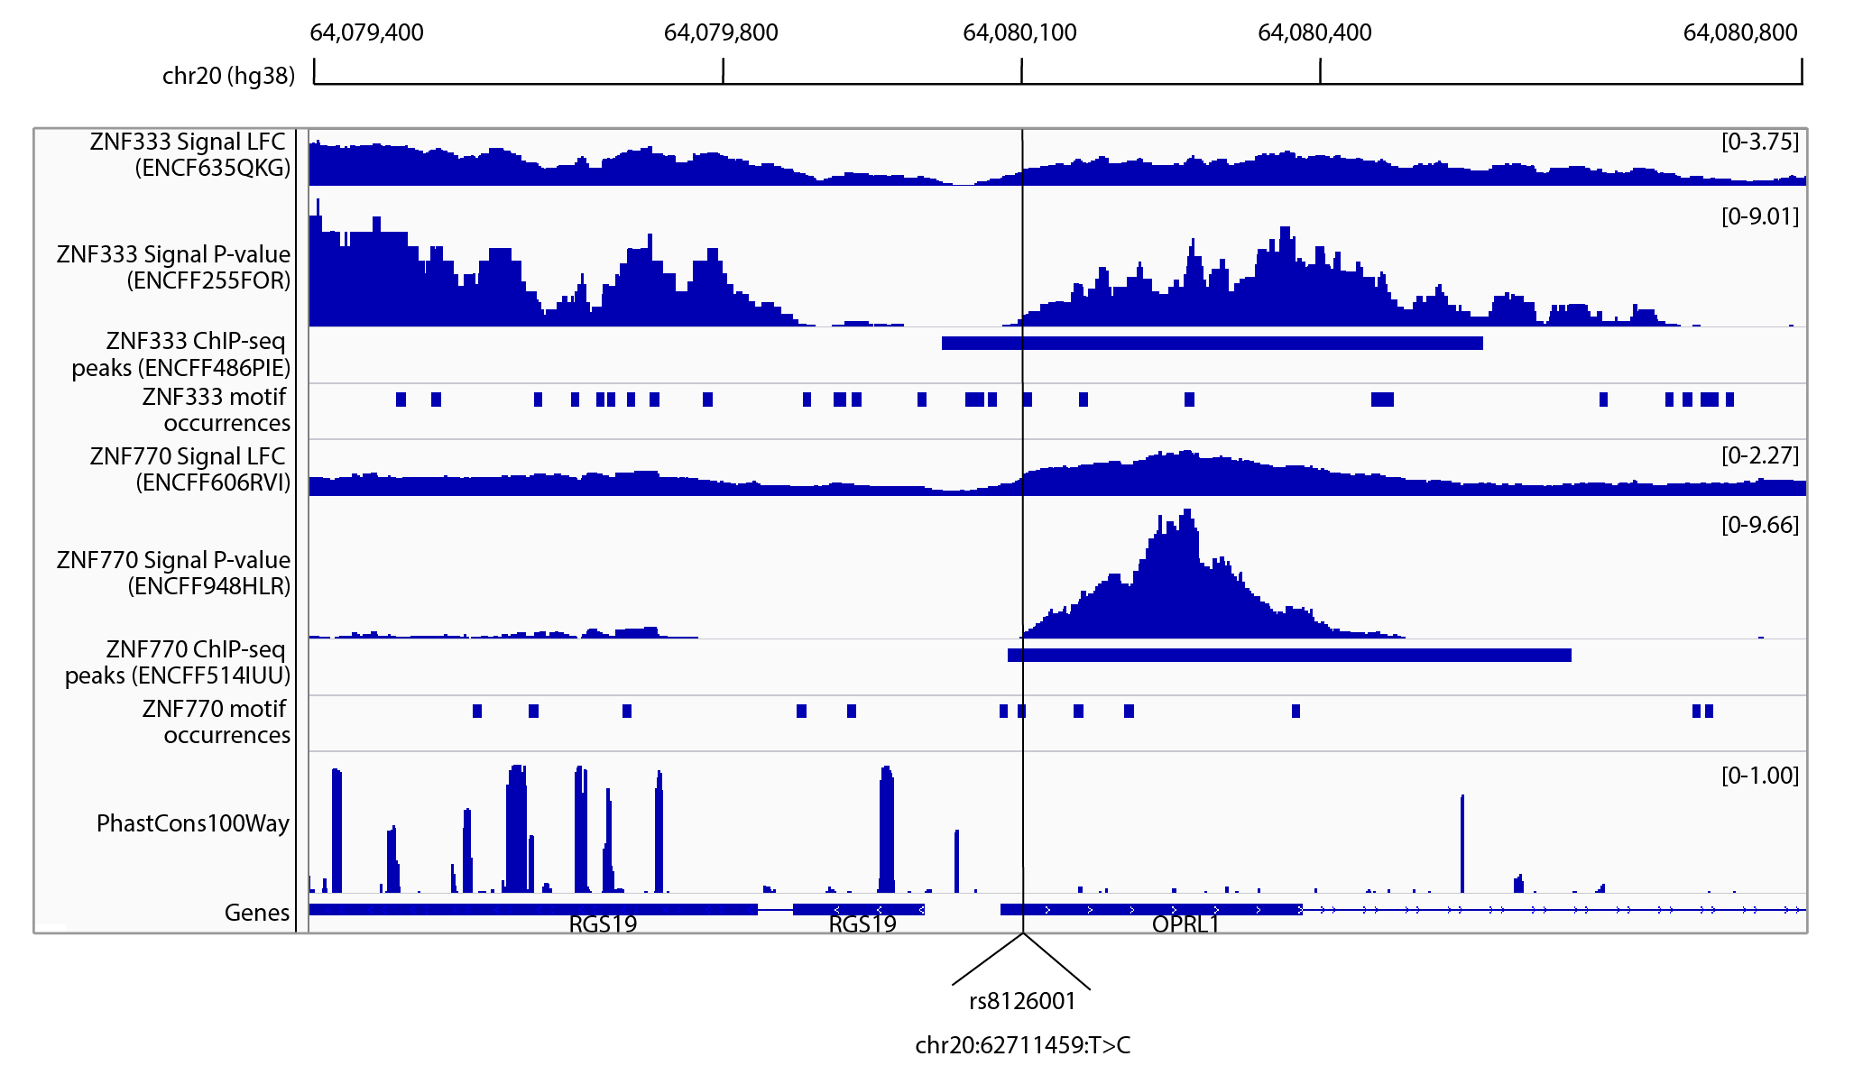 64,079,400 64,079,800 64,080,100 64,080,400 64,080,800
chr20 (hg38)
ZNF333 Signal LFC
(ENCF635QKG)
[0-3.75]
ZNF333 Signal P-value
(ENCFF255FOR)
[0-9.01]
ZNF333 ChIP-seq
peaks (ENCFF486PIE)
ZNF333 motif
occurrences
ZNF770 Signal LFC
(ENCFF606RVI)
[0-2.27]
ZNF770 Signal P-value
(ENCFF948HLR)
[0-9.66]
ZNF770 ChIP-seq
peaks (ENCFF514IUU)
ZNF770 motif
occurrences
PhastCons100Way
[0-1.00]
Genes
RGS19 RGS19 OPRL1
rs8126001
chr20:62711459:T>C